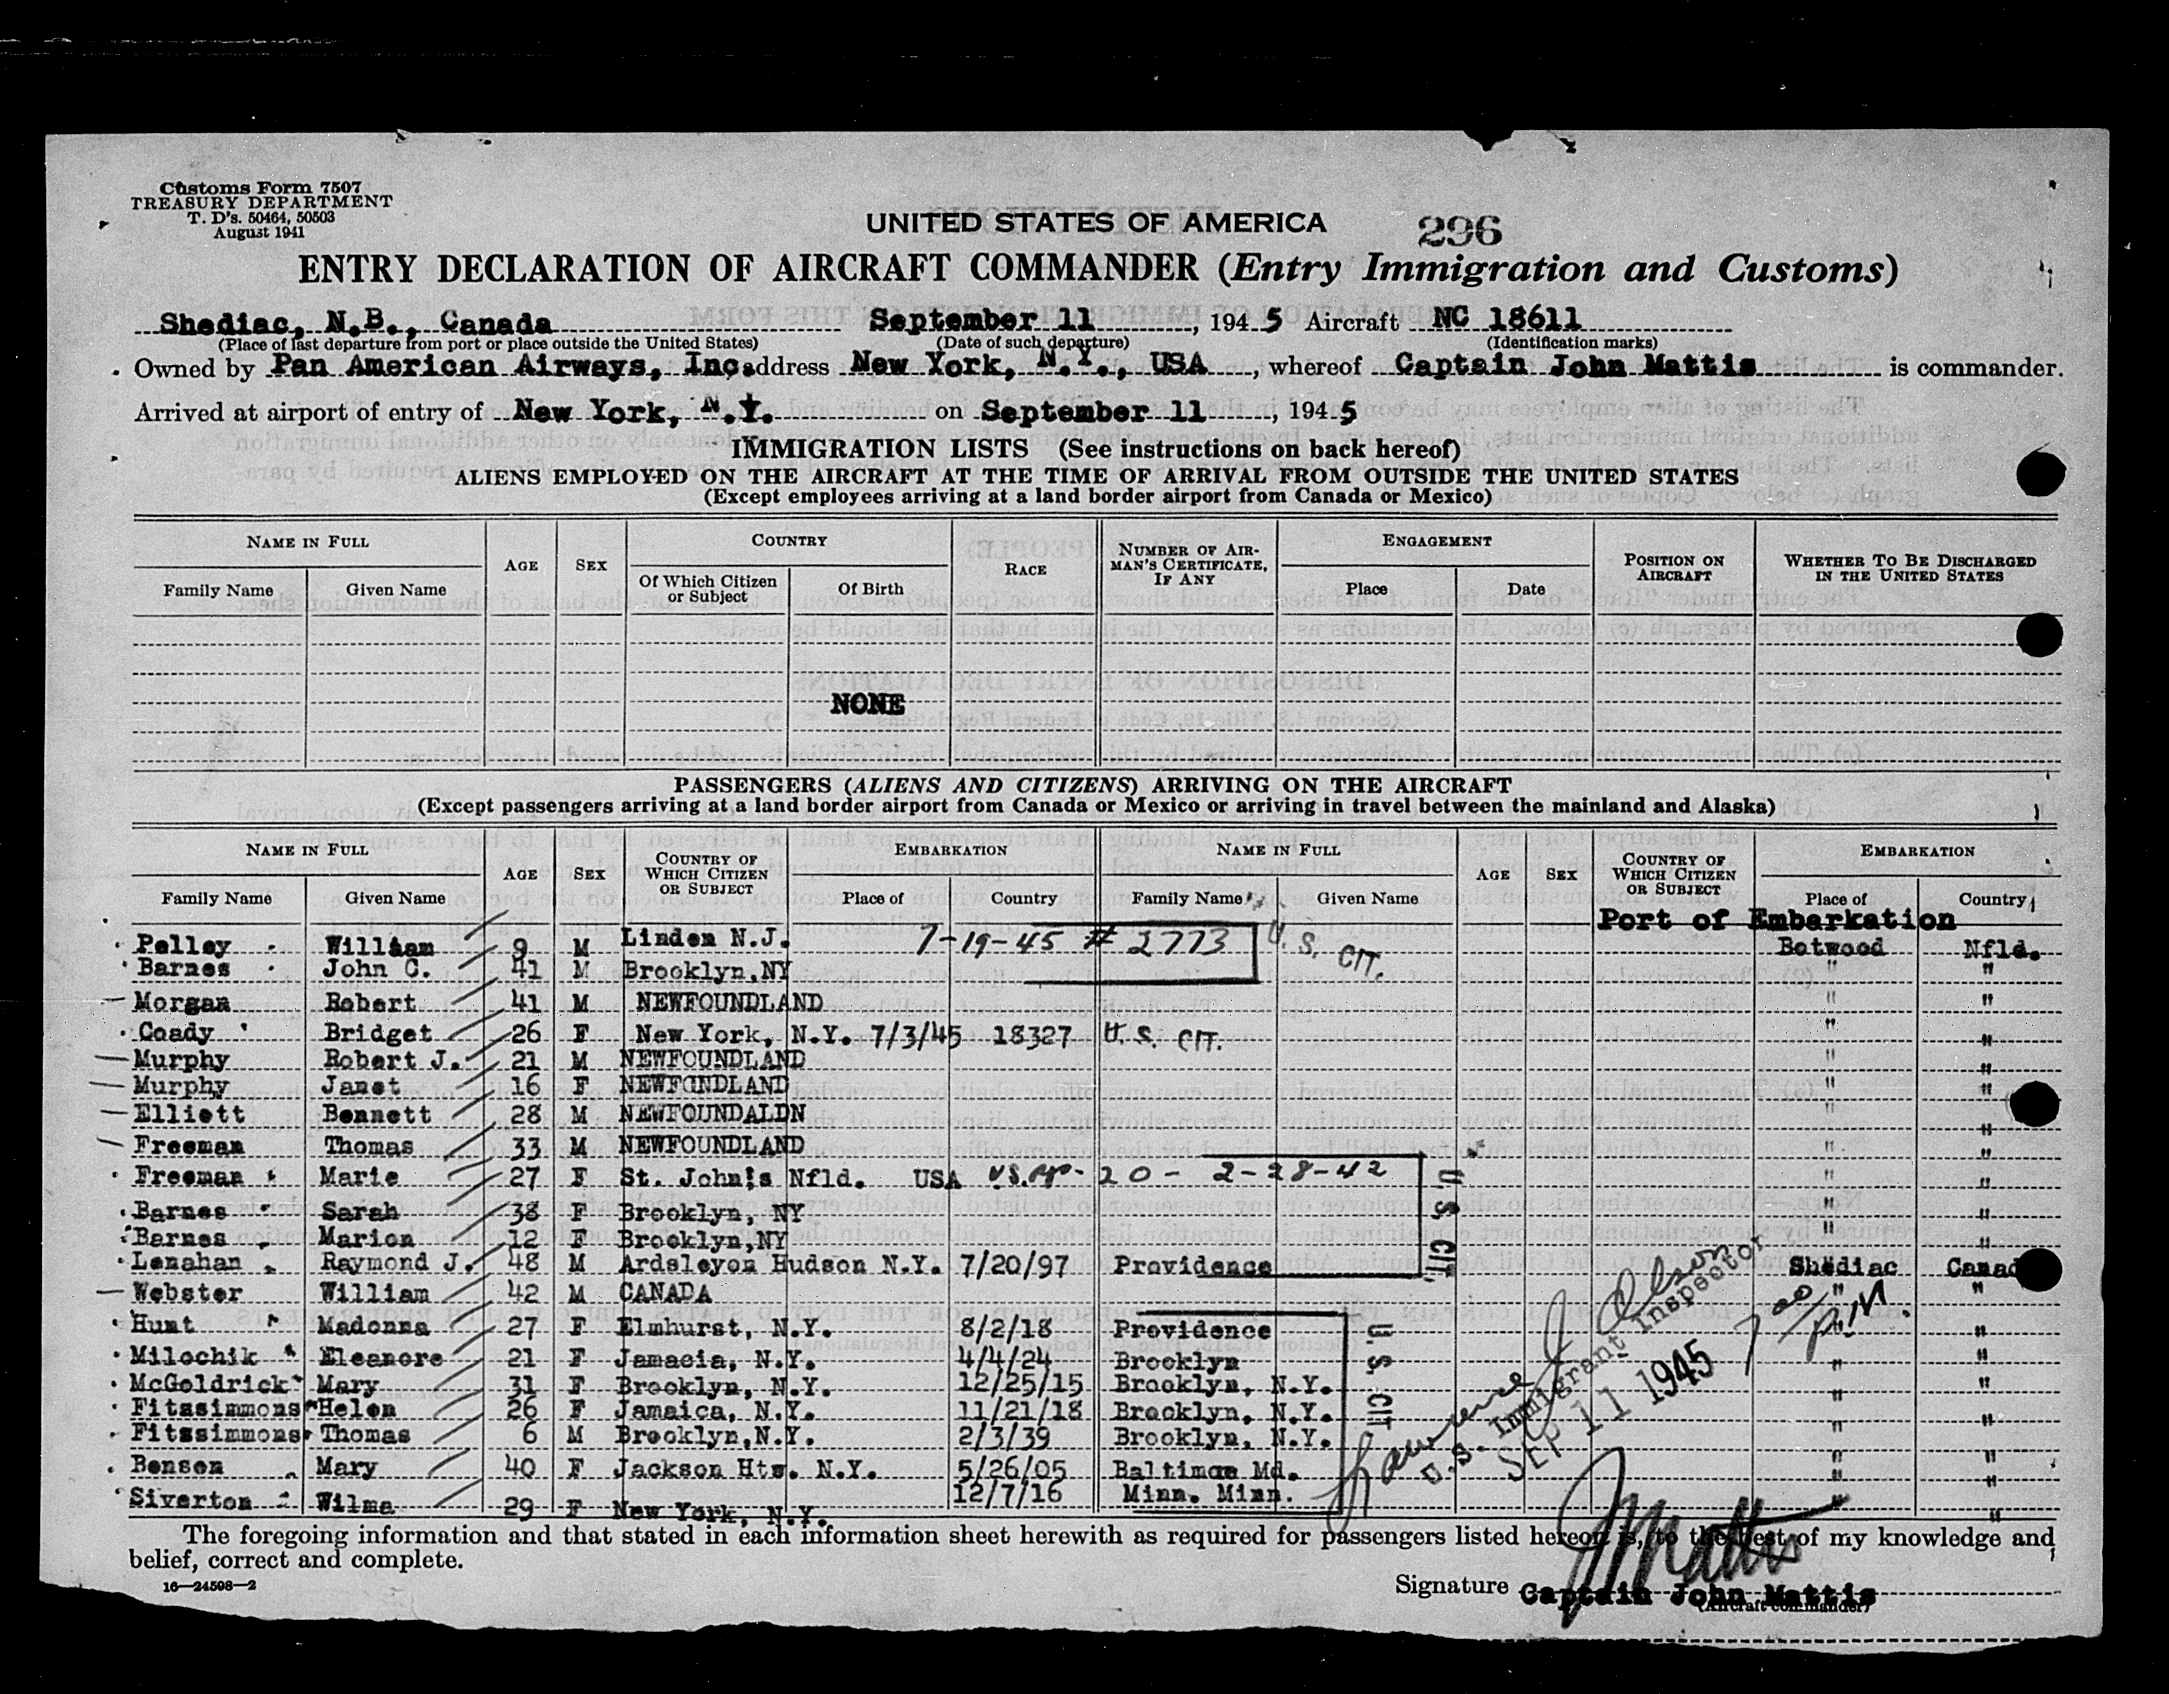 Customs Form 7507
TREASURY DEPARTMENT
T. D's. 50464, 50503
August 1941
UNITED STATES OF AMERICA 296
ENTRY DECLARATION OF AIRCRAFT COMMANDER (Entry Immigration and Customs)
Shediac, N.B., Canada September 11, 1945 Aircraft NC 18611
(Place of last departure from port or place outside the United States) (Date of such departure) (Identification marks)
Owned by Pan American Airways, Inc. address New York, N.Y., USA, whereof Captain John Mattis is commander.
Arrived at airport of entry of New York, N.Y. on September 11, 1945
IMMIGRATION LISTS (See instructions on back hereof)
ALIENS EMPLOYED ON THE AIRCRAFT AT THE TIME OF ARRIVAL FROM OUTSIDE THE UNITED STATES
(Except employees arriving at a land border airport from Canada or Mexico)
NAME IN FULL AGE SEX COUNTRY RACE NUMBER OF AIRMAN'S CERTIFICATE, IF ANY ENGAGEMENT POSITION ON AIRCRAFT WHETHER TO BE DISCHARGED IN THE UNITED STATES
Family Name Given Name Of Which Citizen or Subject Of Birth Place Date
NONE
PASSENGERS (ALIENS AND CITIZENS) ARRIVING ON THE AIRCRAFT
(Except passengers arriving at a land border airport from Canada or Mexico or arriving in travel between the mainland and Alaska)
NAME IN FULL AGE SEX COUNTRY OF WHICH CITIZEN OR SUBJECT EMBARKATION NAME IN FULL AGE SEX COUNTRY OF WHICH CITIZEN OR SUBJECT EMBARKATION
Family Name Given Name Place of Country Family Name Given Name Place of Country
Port of Embarkation
Pelley William 9 M Linden N.J. 7-19-45 # 2773 U.S. CIT. Botwood Nfld.
Barnes John C. 41 M Brooklyn,NY " "
Morgan Robert 41 M NEWFOUNDLAND " "
Coady Bridget 26 F New York, N.Y. 7/3/45 18327 U.S. CIT. " "
Murphy Robert J. 21 M NEWFOUNDLAND " "
Murphy Janet 16 F NEWFONDLAND " "
Elliott Bennett 28 M NEWFOUNDALDN " "
Freeman Thomas 33 M NEWFOUNDLAND " "
Freeman Marie 27 F St. John's Nfld. USA 20 - 2-28-42 U.S CIT. " "
Barnes Sarah 38 F Brooklyn, NY " "
Barnes Marion 12 F Brooklyn,NY " "
Lenahan Raymond J. 48 M Ardsleyon Hudson N.Y. 7/20/97 Providence Shediac Canad
Webster William 42 M CANADA " "
Hunt Madonna 27 F Elmhurst, N.Y. 8/2/18 Providence U.S. CIT " "
Milochik Eleanore 21 F Jamacia, N.Y. 4/4/24 Brooklyn " "
McGoldrick Mary 31 F Brooklyn, N.Y. 12/25/15 Brooklyn, N.Y. " "
Fitzsimmons Helen 26 F Jamaica, N.Y. 11/21/18 Brooklyn, N.Y. " "
Fitzsimmons Thomas 6 M Brooklyn,N.Y. 2/3/39 Brooklyn, N.Y. " "
Benson Mary 40 F Jackson Hts. N.Y. 5/26/05 Baltimoe Md. " "
Siverton Wilma 29 F New York, N.Y. 12/7/16 Minn. Minn. " "
Lawrence J Olson
U.S. Immigrant Inspector
SEP 11 1945
7 00/ P.M.
The foregoing information and that stated in each information sheet herewith as required for passengers listed hereon is, to the best of my knowledge and
belief, correct and complete.
16—24508—2
J Mattis
Signature Captain John Mattis
(Aircraft commander)